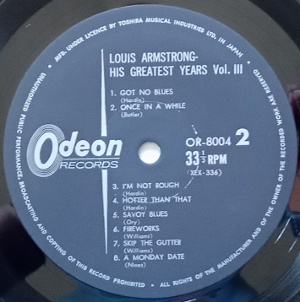 MFD. UNDER LICENCE BY TOSHIBA MUSICAL INDUSTRIES LTD. IN JAPAN
LOUIS ARMSTRONG-
HIS GREATEST YEARS Vol. III
1. GOT NO BLUES
(Hardin)
2. ONCE IN A WHILE
(Butler)
Odeon
RECORDS
OR-8004 2
33⅓ RPM
(XEX-336)
3. I'M NOT ROUGH
(Hardin)
4. HOTTER THAN THAT
(Hardin)
5. SAVOY BLUES
(Ory)
6. FIREWORKS
(Williams)
7. SKIP THE GUTTER
(Williams)
8. A MONDAY DATE
(Hines)
ALL RIGHTS OF THE MANUFACTURER AND OF THE OWNER OF THE RECORDED WORK RESERVED
UNAUTHORIZED PUBLIC PERFORMANCE, BROADCASTING AND COPYING OF THIS RECORD PROHIBITED